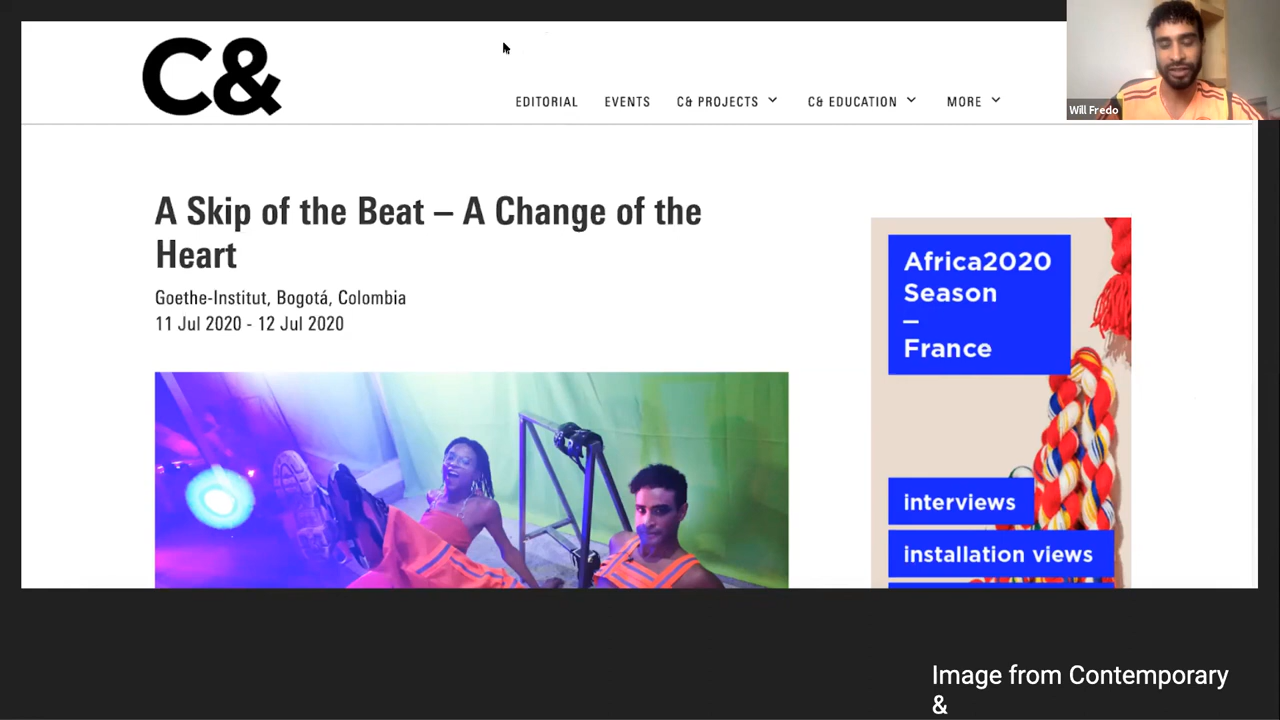 C&
EDITORIAL EVENTS C& PROJECTS C& EDUCATION MORE
Will Fredo
A Skip of the Beat – A Change of the
Heart
Goethe-Institut, Bogotá, Colombia
11 Jul 2020 - 12 Jul 2020
Africa2020
Season
–
France
interviews
installation views
Image from Contemporary
&